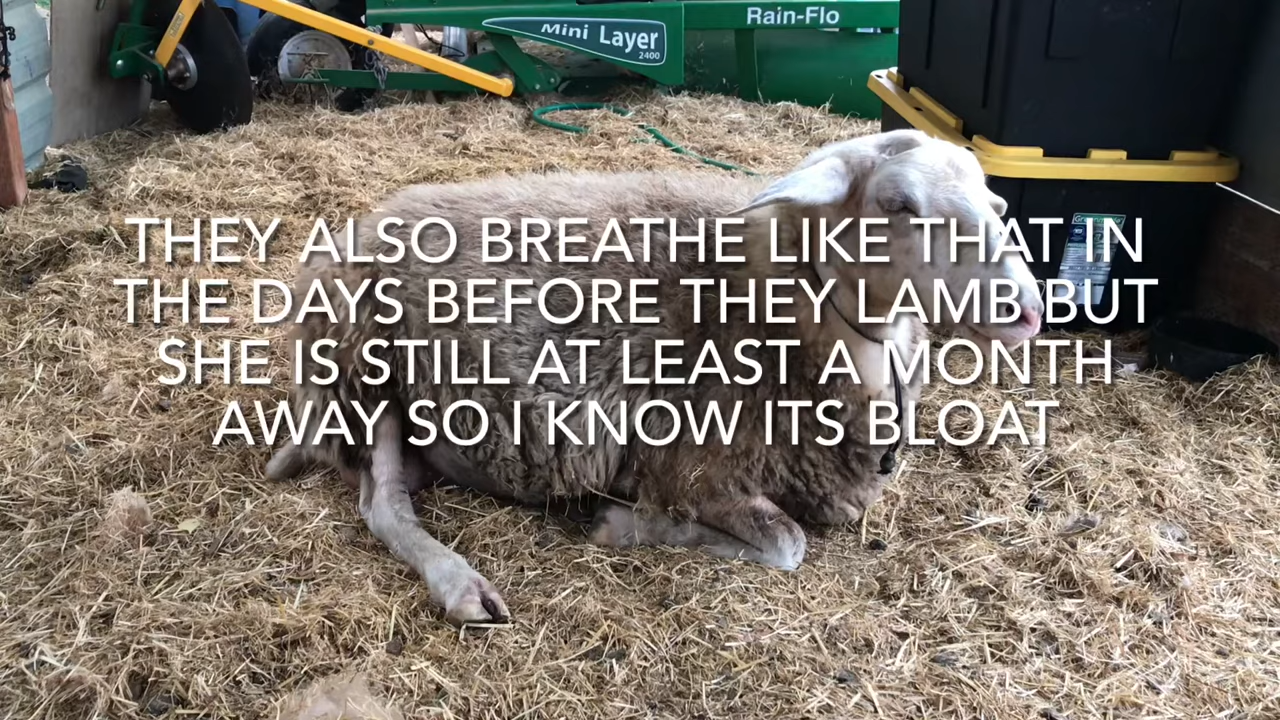 Rain-Flo
Mini Layer
2400
THEY ALSO BREATHE LIKE THAT IN
THE DAYS BEFORE THEY LAMB BUT
SHE IS STILL AT LEAST A MONTH
AWAY SO I KNOW ITS BLOAT